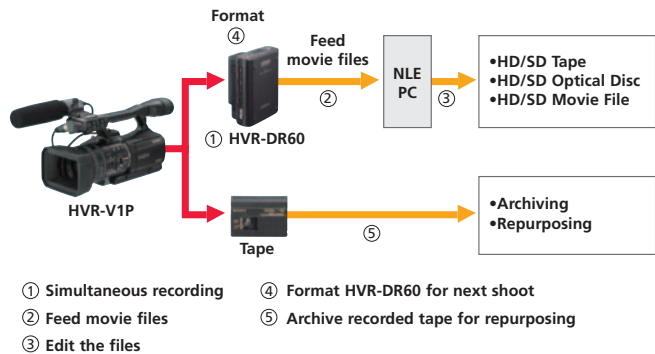 Format
④
Feed
movie files
②
① HVR-DR60
NLE
PC
③
•HD/SD Tape
•HD/SD Optical Disc
•HD/SD Movie File
HVR-V1P
Tape
⑤
•Archiving
•Repurposing
① Simultaneous recording
② Feed movie files
③ Edit the files
④ Format HVR-DR60 for next shoot
⑤ Archive recorded tape for repurposing